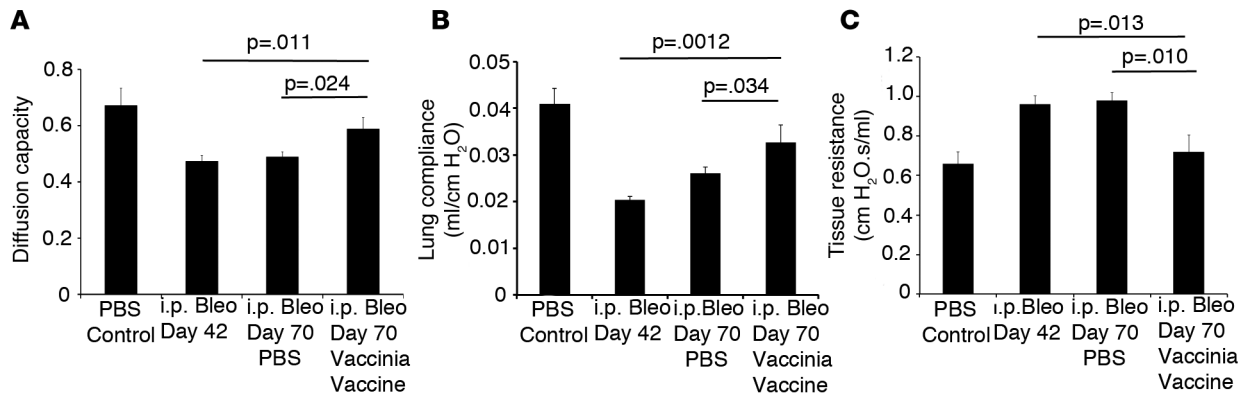 A
p=.011
p=.024
Diffusion capacity
0.8
0.6
0.4
0.2
0
PBS
Control
i.p. Bleo
Day 42
i.p. Bleo
Day 70
PBS
i.p. Bleo
Day 70
Vaccinia
Vaccine
B
p=.0012
p=.034
Lung compliance
(ml/cm H₂O)
0.05
0.04
0.03
0.02
0.01
0
PBS
Control
i.p.Bleo
Day 42
i.p.Bleo
Day 70
PBS
i.p. Bleo
Day 70
Vaccinia
Vaccine
C
p=.013
p=.010
Tissue resistance
(cm H₂O.s/ml)
1.2
1.0
0.8
0.6
0.4
0.2
0
PBS
Control
i.p.Bleo
Day 42
i.p. Bleo
Day 70
PBS
i.p. Bleo
Day 70
Vaccinia
Vaccine